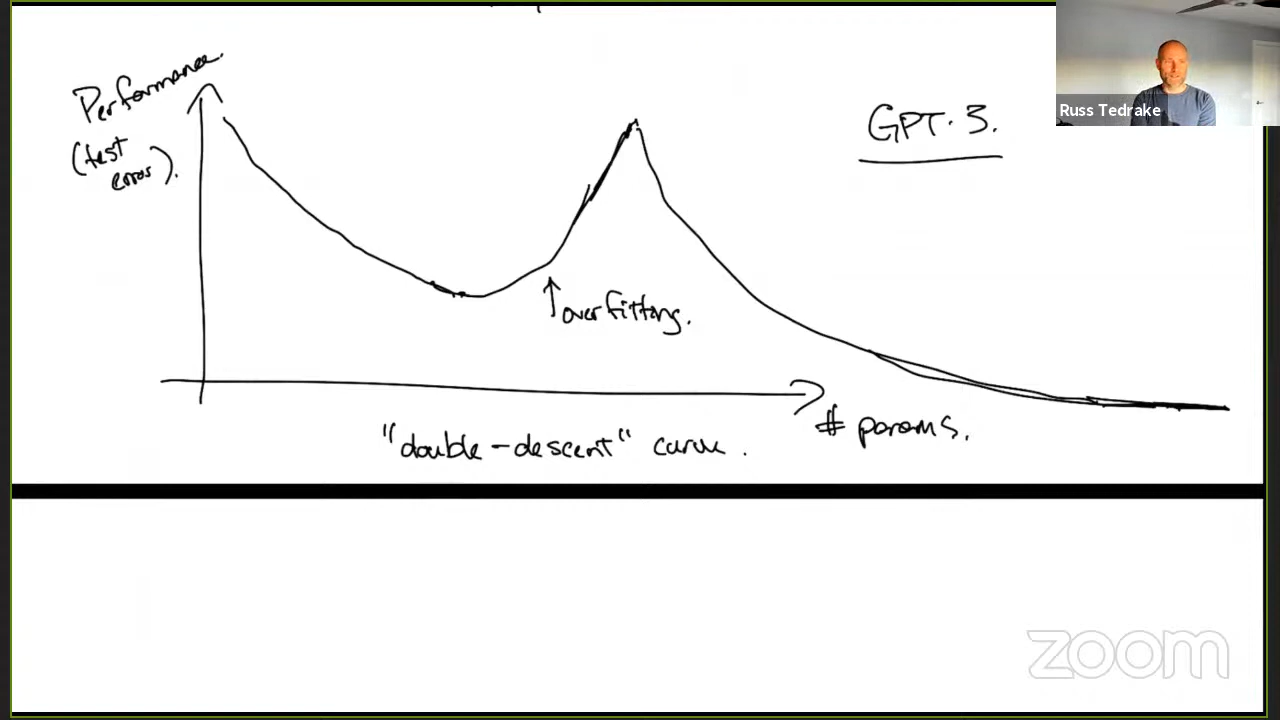 Performance.
(test
error).
GPT-3.
Russ Tedrake
overfitting.
# params.
"double-descent" curve.
zoom